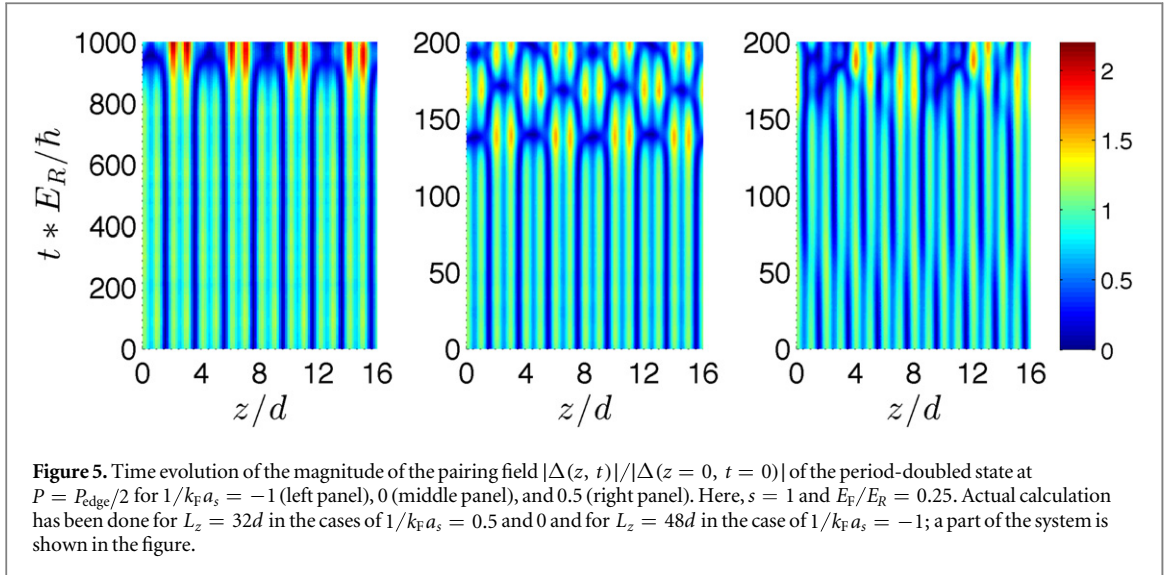 1000
800
600
400
200
0
t * E_R/ħ
0 4 8 12 16
z/d
200
150
100
50
0
0 4 8 12 16
z/d
200
150
100
50
0
0 4 8 12 16
z/d
2
1.5
1
0.5
0
Figure 5. Time evolution of the magnitude of the pairing field |Δ(z, t)|/|Δ(z = 0, t = 0)| of the period-doubled state at
P = P_edge/2 for 1/k_F a_s = −1 (left panel), 0 (middle panel), and 0.5 (right panel). Here, s = 1 and E_F/E_R = 0.25. Actual calculation
has been done for L_z = 32d in the cases of 1/k_F a_s = 0.5 and 0 and for L_z = 48d in the case of 1/k_F a_s = −1; a part of the system is
shown in the figure.